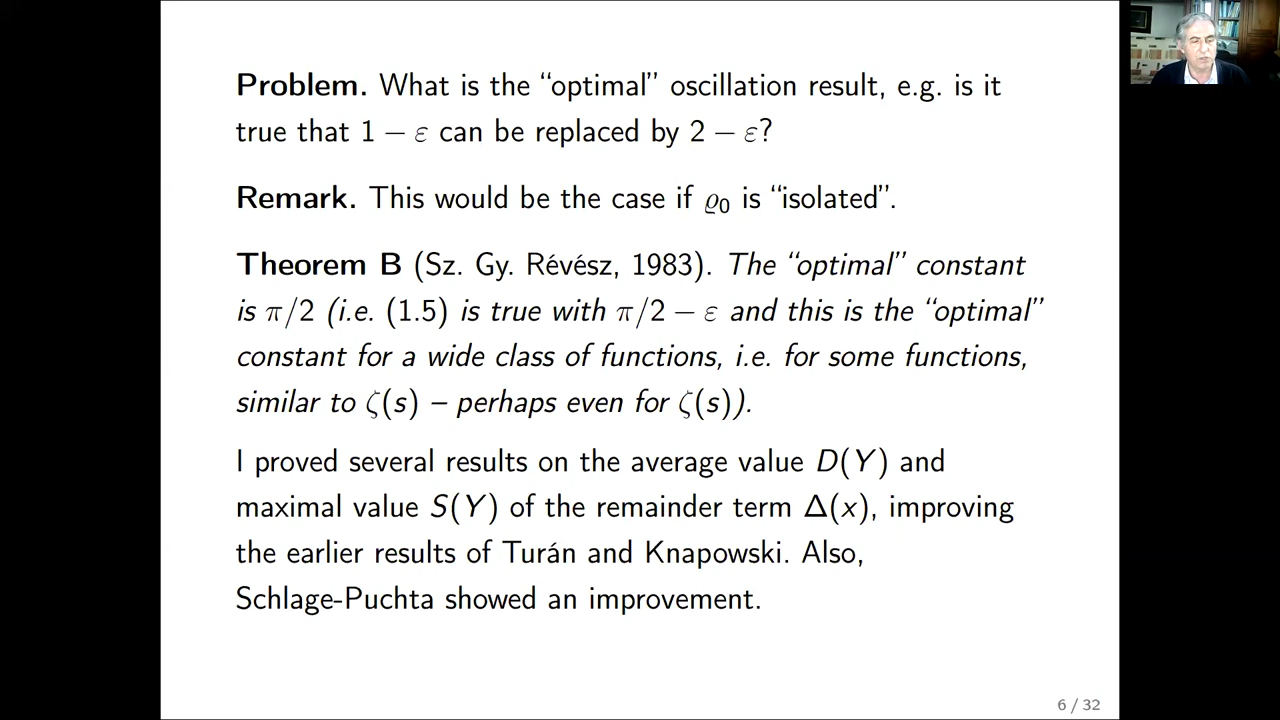 Problem. What is the “optimal” oscillation result, e.g. is it
true that 1 − ε can be replaced by 2 − ε?
Remark. This would be the case if ϱ₀ is “isolated”.
Theorem B (Sz. Gy. Révész, 1983). The “optimal” constant
is π/2 (i.e. (1.5) is true with π/2 − ε and this is the “optimal”
constant for a wide class of functions, i.e. for some functions,
similar to ζ(s) – perhaps even for ζ(s)).
I proved several results on the average value D(Y) and
maximal value S(Y) of the remainder term Δ(x), improving
the earlier results of Turán and Knapowski. Also,
Schlage-Puchta showed an improvement.
6 / 32